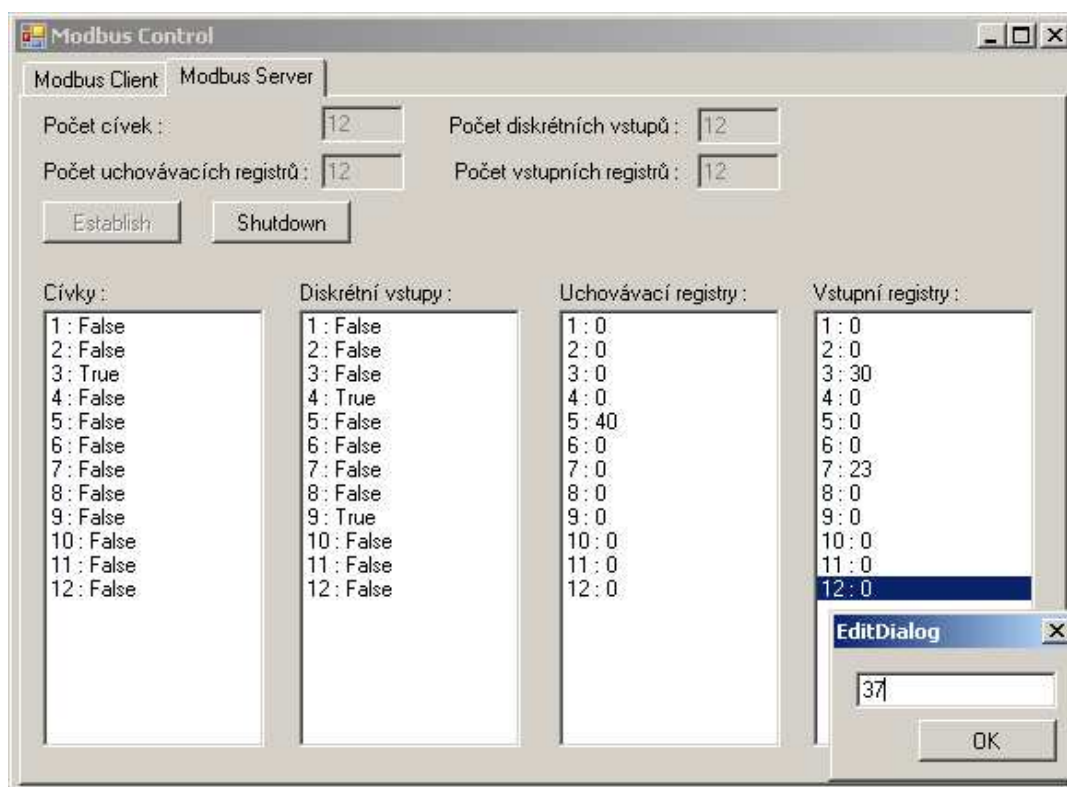 Modbus Control
Modbus Client Modbus Server
Počet cívek : 12 Počet diskrétních vstupů : 12
Počet uchovávacích registrů : 12 Počet vstupních registrů : 12
Establish Shutdown
Cívky :
1 : False
2 : False
3 : True
4 : False
5 : False
6 : False
7 : False
8 : False
9 : False
10 : False
11 : False
12 : False
Diskrétní vstupy :
1 : False
2 : False
3 : False
4 : True
5 : False
6 : False
7 : False
8 : False
9 : True
10 : False
11 : False
12 : False
Uchovávací registry :
1 : 0
2 : 0
3 : 0
4 : 0
5 : 40
6 : 0
7 : 0
8 : 0
9 : 0
10 : 0
11 : 0
12 : 0
Vstupní registry :
1 : 0
2 : 0
3 : 30
4 : 0
5 : 0
6 : 0
7 : 23
8 : 0
9 : 0
10 : 0
11 : 0
12 : 0
EditDialog
37
OK